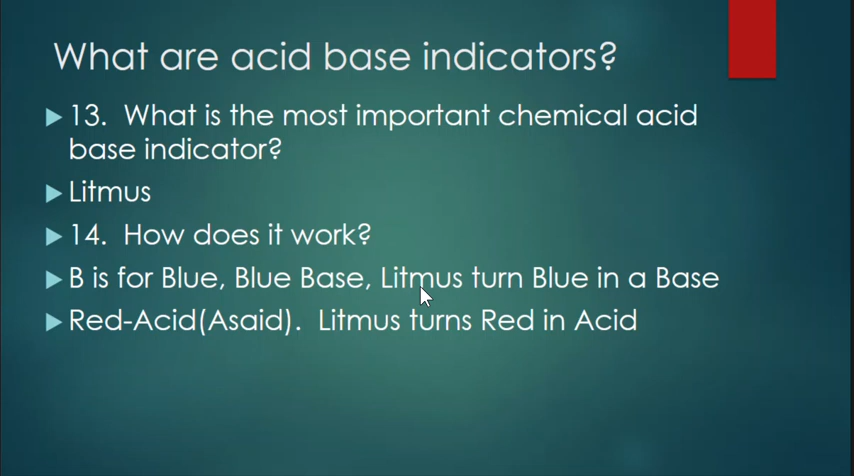 What are acid base indicators?
13. What is the most important chemical acid
base indicator?
Litmus
14. How does it work?
B is for Blue, Blue Base, Litmus turn Blue in a Base
Red-Acid(Asaid). Litmus turns Red in Acid